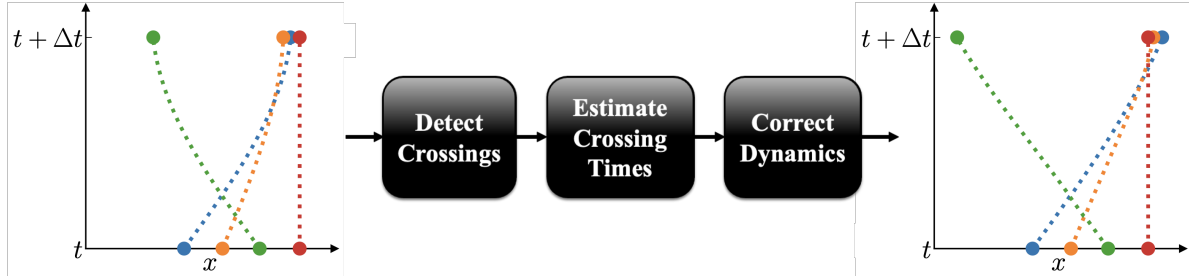 t + Δt
t
x
Detect
Crossings
Estimate
Crossing
Times
Correct
Dynamics
t + Δt
t
x